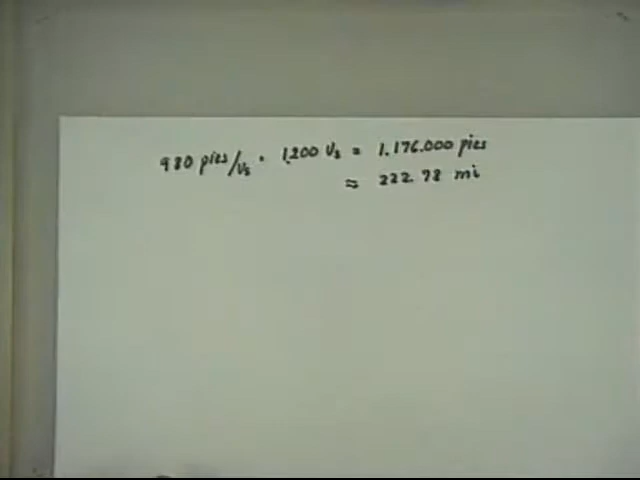 980 pies/Vs · 1.200 Vs = 1.176.000 pies
≈ 222.78 mi